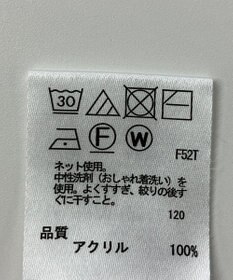 30
F W
F52T
ネット使用。
中性洗剤（おしゃれ着洗い）を
使用。よくすすぎ、絞りの後す
ぐに干すこと。
120
品質
アクリル 100%